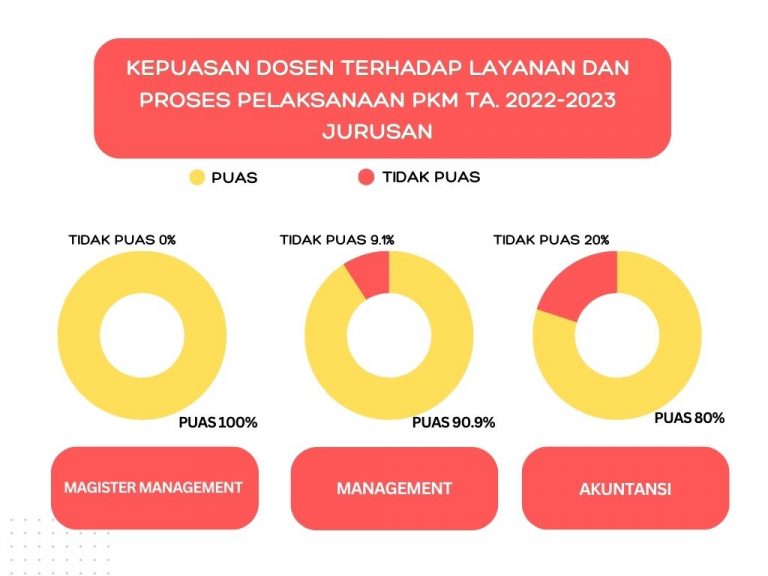 KEPUASAN DOSEN TERHADAP LAYANAN DAN
PROSES PELAKSANAAN PKM TA. 2022-2023
JURUSAN
PUAS
TIDAK PUAS
TIDAK PUAS 0%
TIDAK PUAS 9.1%
TIDAK PUAS 20%
PUAS 100%
PUAS 90.9%
PUAS 80%
MAGISTER MANAGEMENT
MANAGEMENT
AKUNTANSI